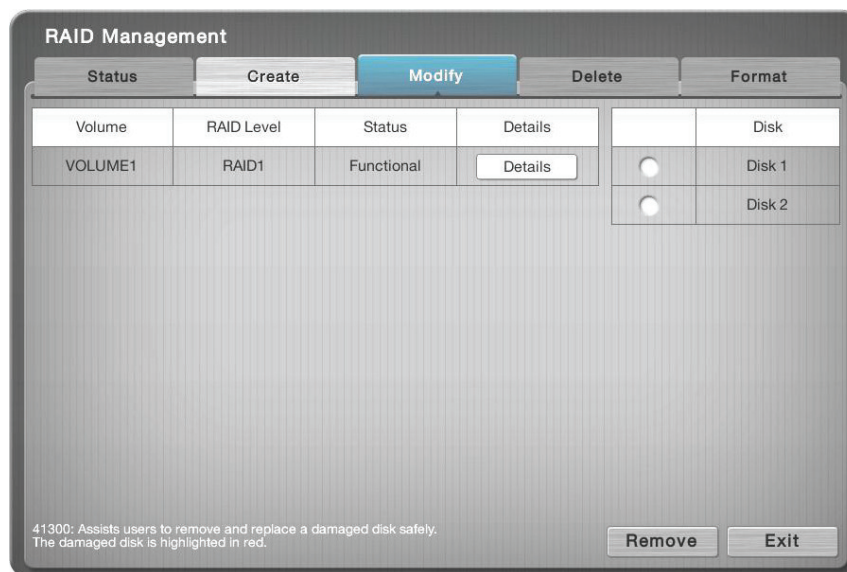 RAID Management
Status Create Modify Delete Format
Volume RAID Level Status Details Disk
VOLUME1 RAID1 Functional Details Disk 1
Disk 2
41300: Assists users to remove and replace a damaged disk safely.
The damaged disk is highlighted in red.
Remove Exit